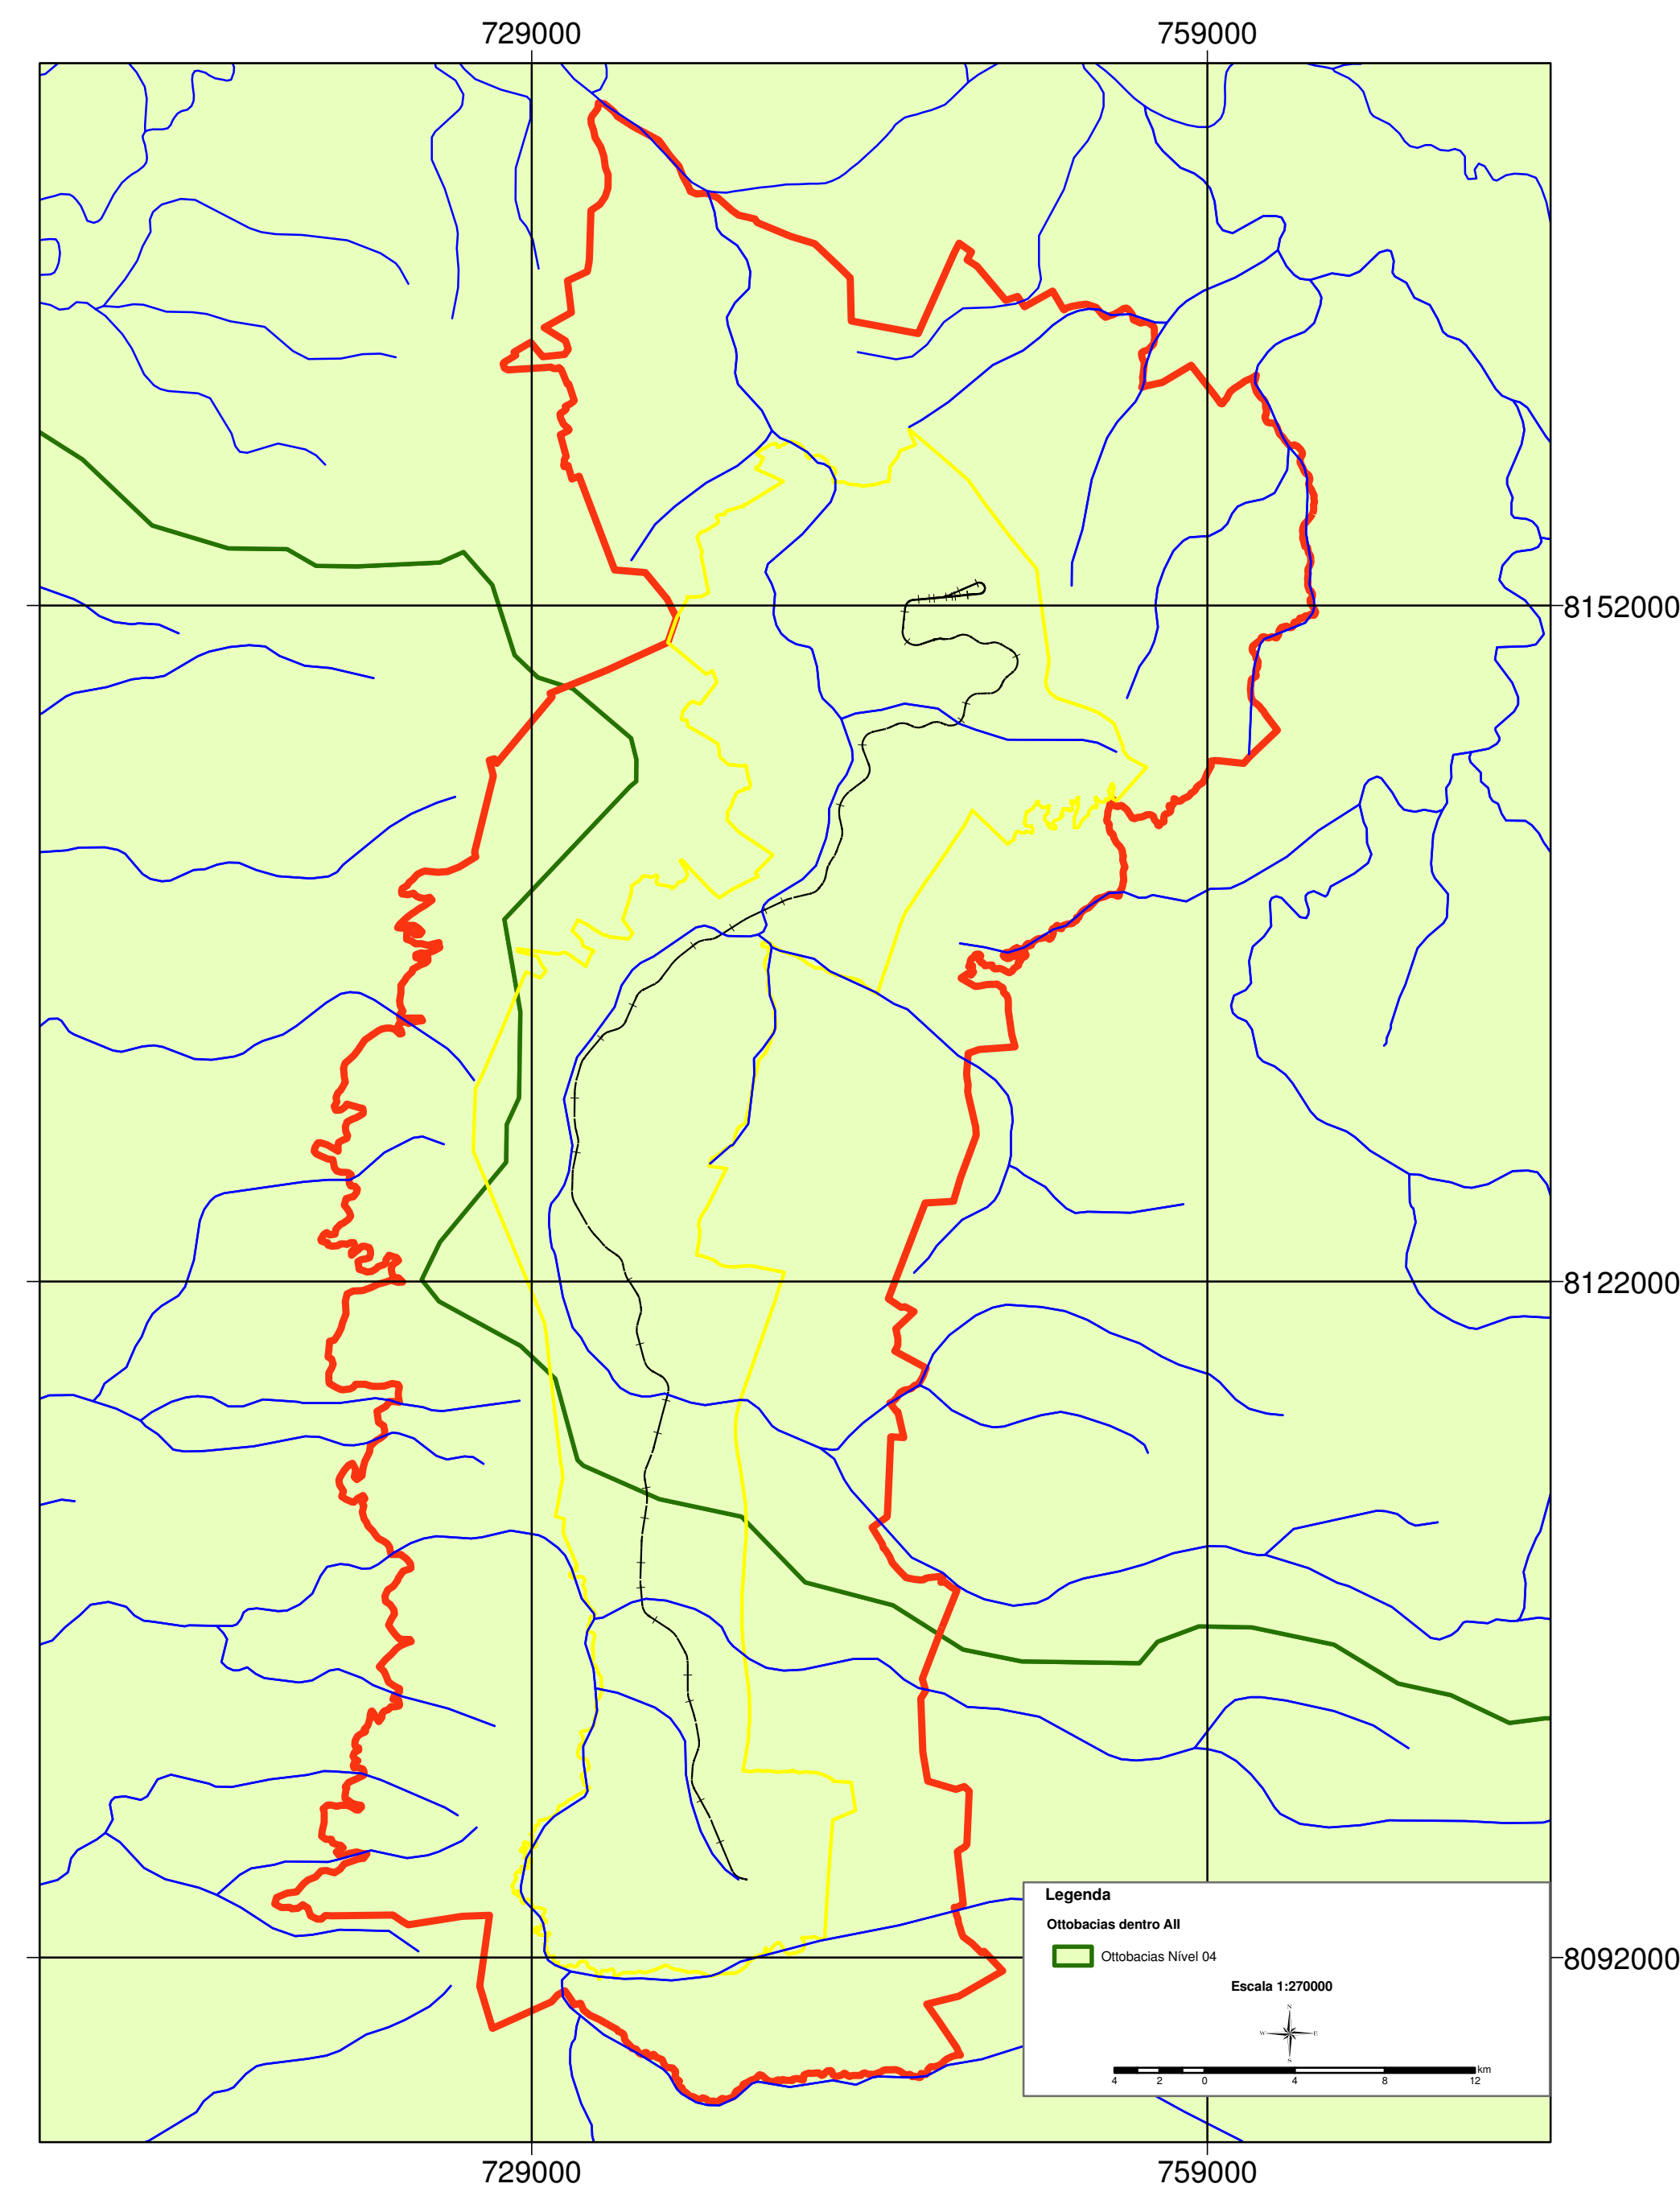 729000 759000
8152000
8122000
8092000
Legenda
Ottobacias dentro AII
Ottobacias Nível 04
Escala 1:270000
N
W E
S
km
4 2 0 4 8 12
729000 759000